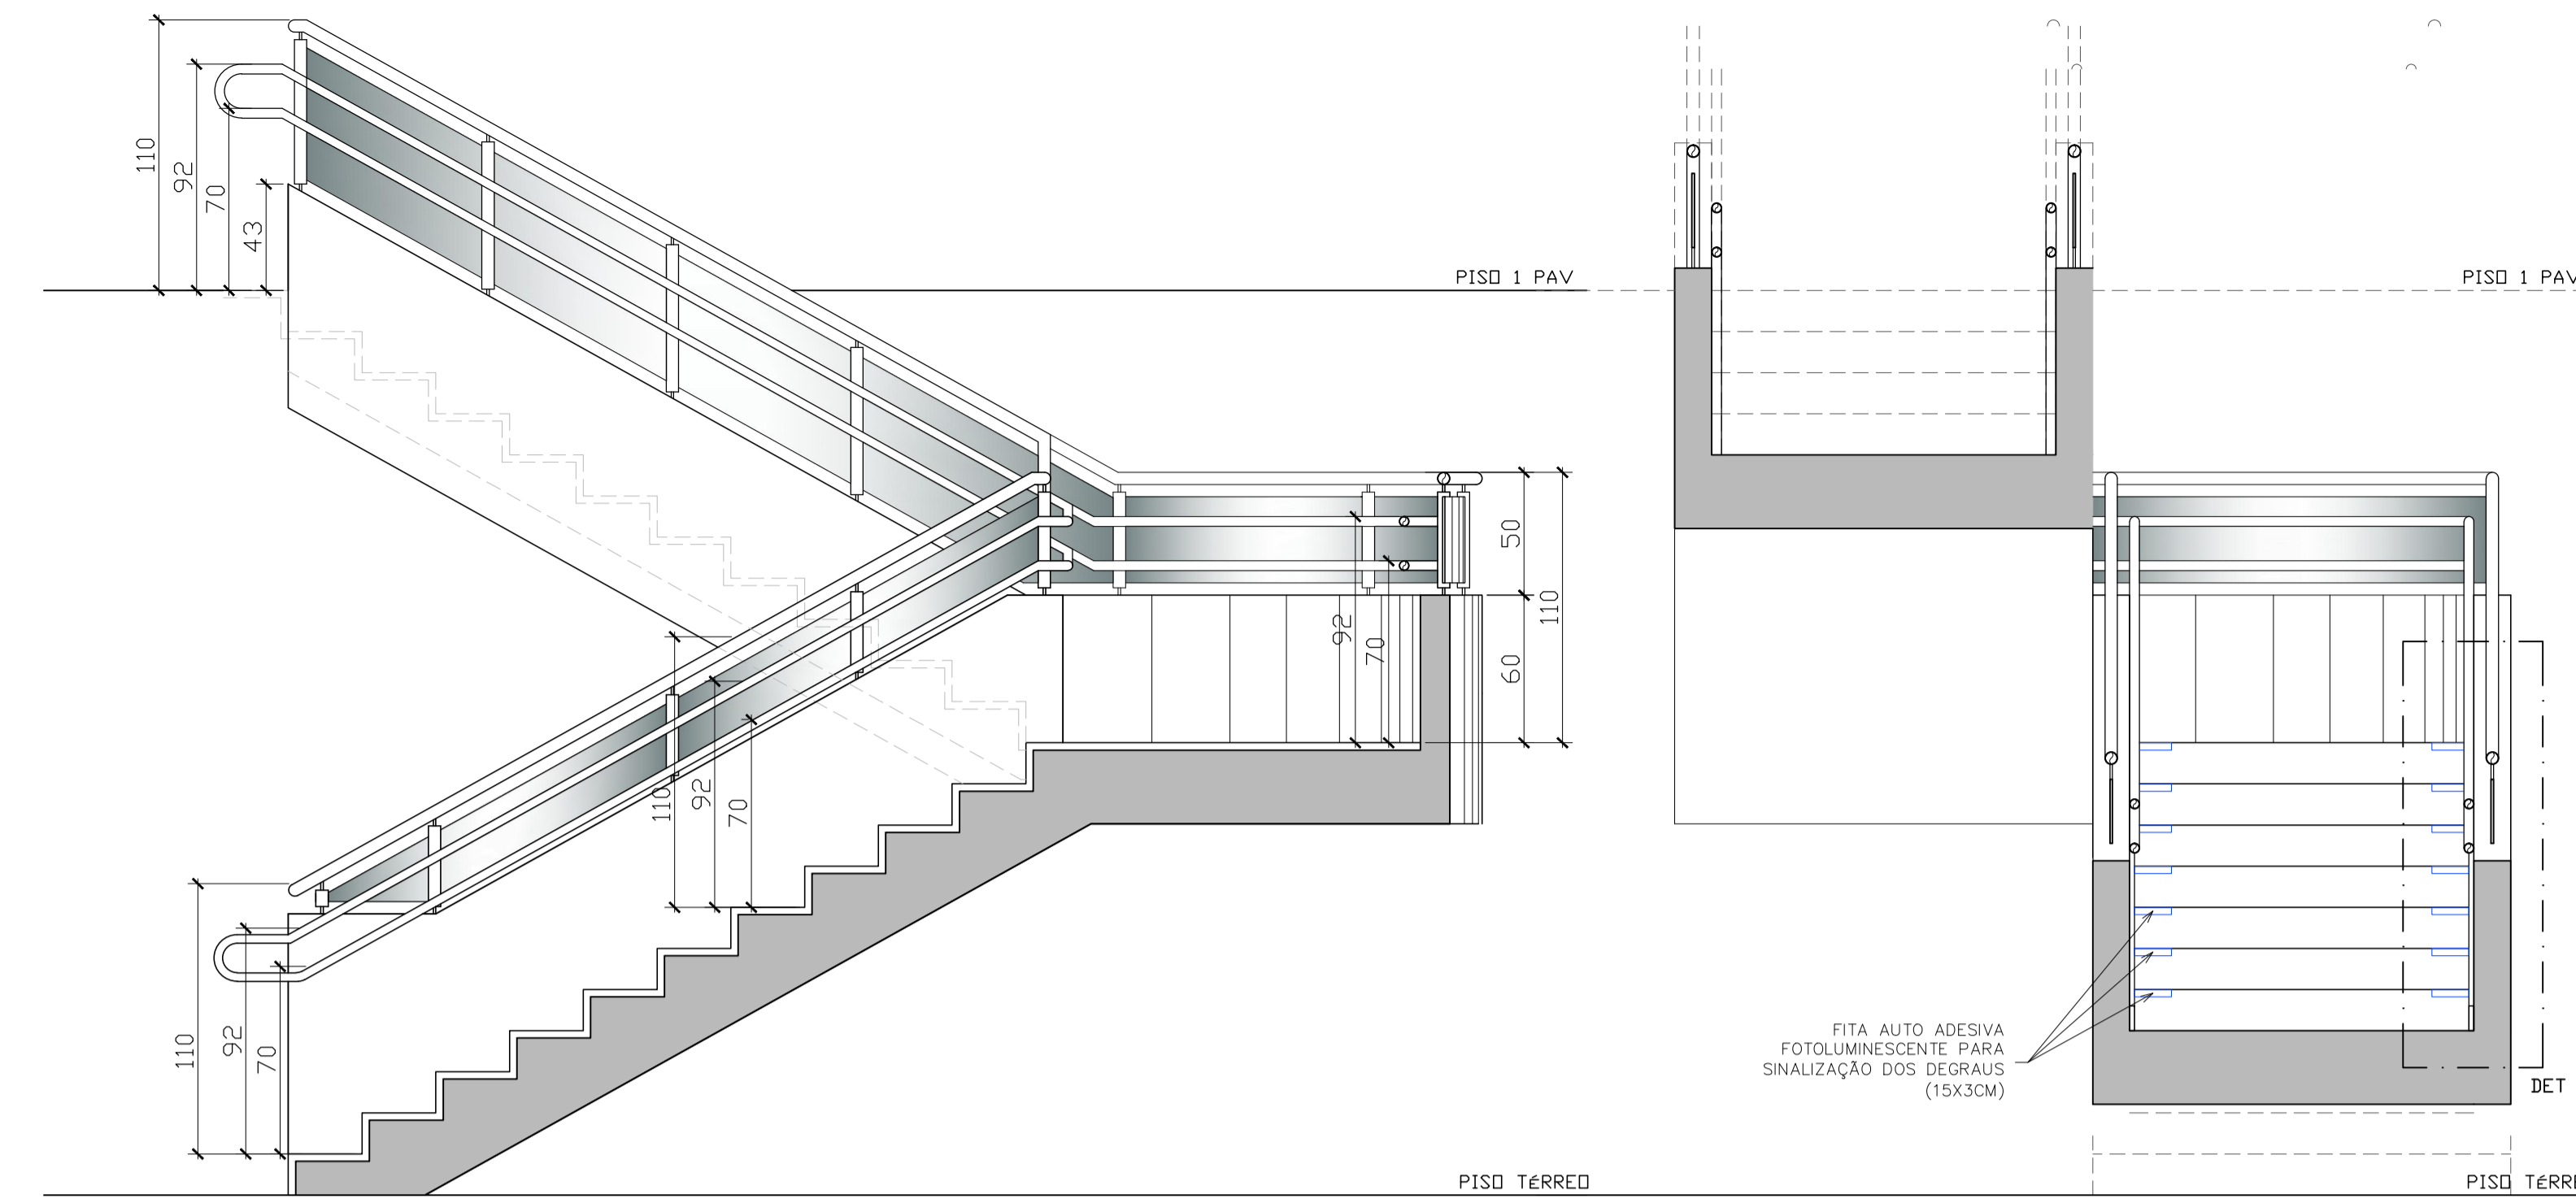 110
92
70
43
PISO 1 PAV
PISO 1 PAV
50
110
92
70
60
110
92
70
110
92
70
FITA AUTO ADESIVA
FOTOLUMINESCENTE PARA
SINALIZAÇÃO DOS DEGRAUS
(15X3CM)
DET
PISO TÉRREO
PISO